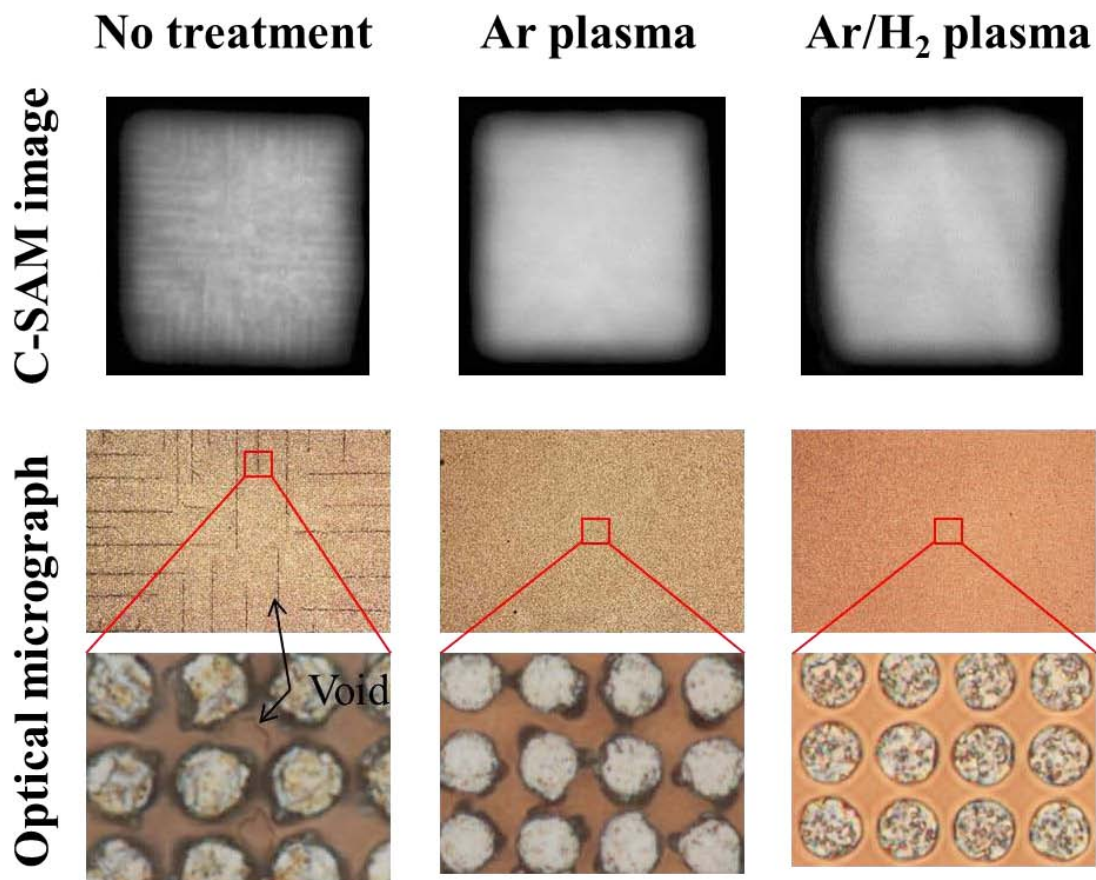 No treatment
Ar plasma
Ar/H₂ plasma
C-SAM image
Optical micrograph
Void